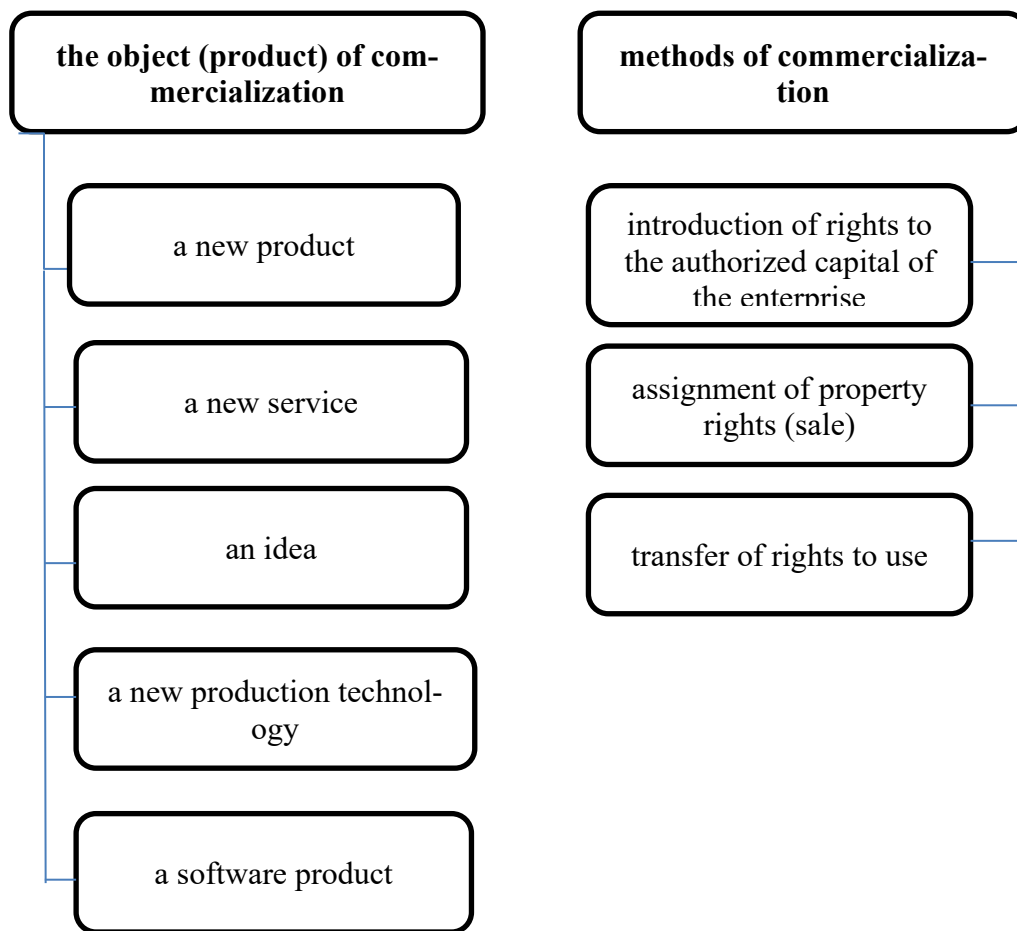 the object (product) of com-
mercialization
a new product
a new service
an idea
a new production technol-
ogy
a software product
methods of commercializa-
tion
introduction of rights to
the authorized capital of
the enterprise
assignment of property
rights (sale)
transfer of rights to use